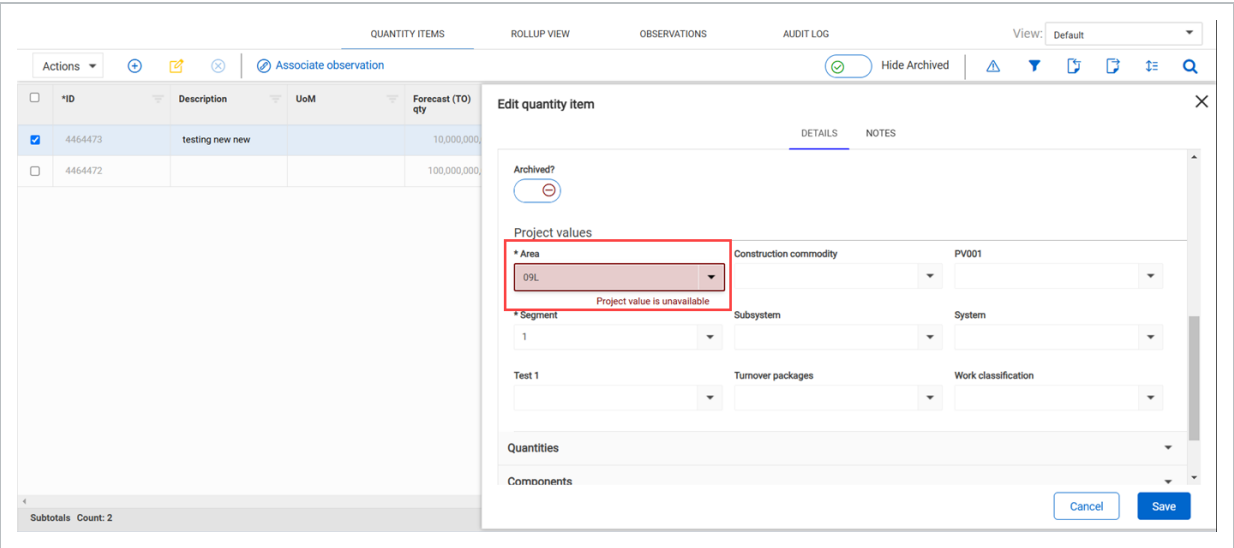 QUANTITY ITEMS ROLLUP VIEW OBSERVATIONS AUDIT LOG View: Default
Actions Associate observation Hide Archived
*ID Description UoM Forecast (TO) qty
4464473 testing new new 10,000,000,
4464472 100,000,000,
Subtotals Count: 2
Edit quantity item
DETAILS NOTES
Archived?
Project values
* Area Construction commodity PV001
09L
Project value is unavailable
* Segment Subsystem System
1
Test 1 Turnover packages Work classification
Quantities
Components
Cancel Save